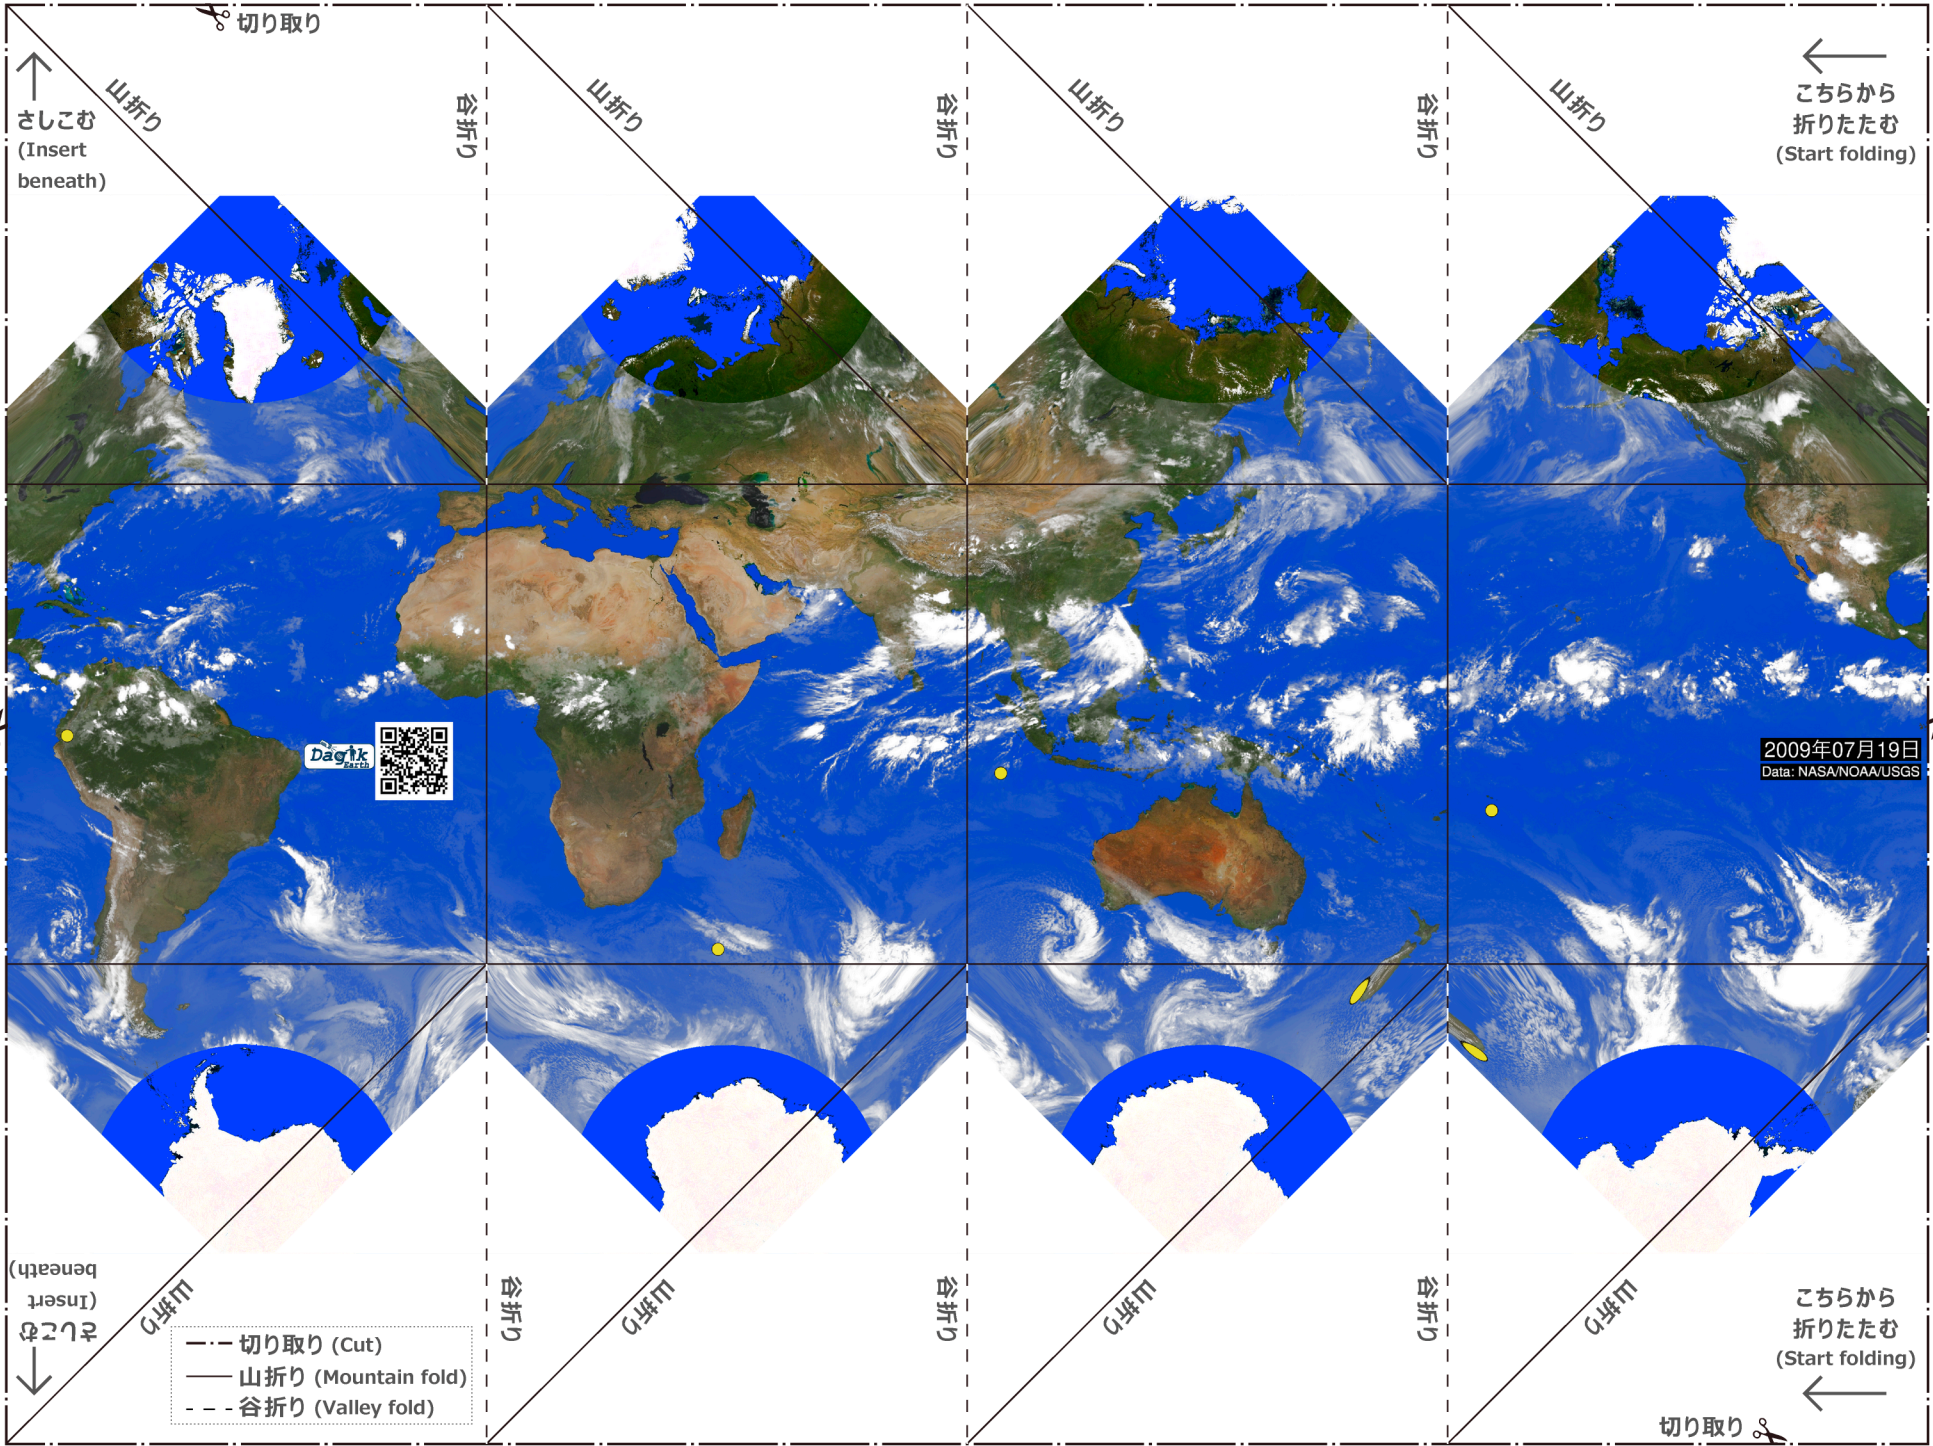 切り取り
山折り
谷折り
山折り
谷折り
山折り
谷折り
山折り
さしこむ
(Insert
beneath)
こちらから
折りたたむ
(Start folding)
Dagik
Earth
2009年07月19日
Data: NASA/NOAA/USGS
さしこむ
(Insert
beneath)
山折り
谷折り
山折り
谷折り
山折り
谷折り
山折り
こちらから
折りたたむ
(Start folding)
切り取り (Cut)
山折り (Mountain fold)
谷折り (Valley fold)
切り取り